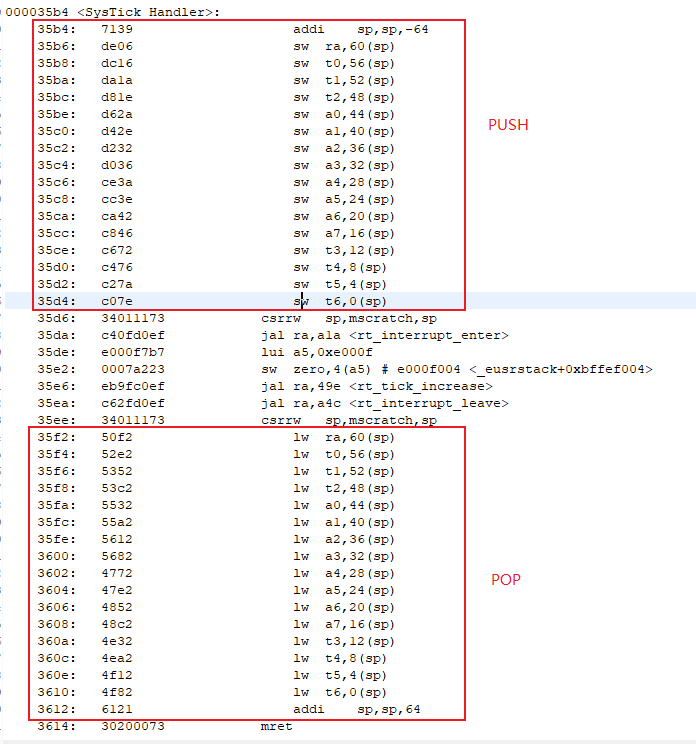 000035b4 <SysTick Handler>:
35b4: 7139 addi sp,sp,-64
35b6: de06 sw ra,60(sp)
35b8: dc16 sw t0,56(sp)
35ba: da1a sw t1,52(sp)
35bc: d81e sw t2,48(sp)
35be: d62a sw a0,44(sp)
35c0: d42e sw a1,40(sp)
35c2: d232 sw a2,36(sp)
35c4: d036 sw a3,32(sp)
35c6: ce3a sw a4,28(sp)
35c8: cc3e sw a5,24(sp)
35ca: ca42 sw a6,20(sp)
35cc: c846 sw a7,16(sp)
35ce: c672 sw t3,12(sp)
35d0: c476 sw t4,8(sp)
35d2: c27a sw t5,4(sp)
35d4: c07e sw t6,0(sp)
PUSH
35d6: 34011173 csrrw sp,mscratch,sp
35da: c40fd0ef jal ra,a1a <rt_interrupt_enter>
35de: e000f7b7 lui a5,0xe000f
35e2: 0007a223 sw zero,4(a5) # e000f004 <_eusrstack+0xbffef004>
35e6: eb9fc0ef jal ra,49e <rt_tick_increase>
35ea: c62fd0ef jal ra,a4c <rt_interrupt_leave>
35ee: 34011173 csrrw sp,mscratch,sp
35f2: 50f2 lw ra,60(sp)
35f4: 52e2 lw t0,56(sp)
35f6: 5352 lw t1,52(sp)
35f8: 53c2 lw t2,48(sp)
35fa: 5532 lw a0,44(sp)
35fc: 55a2 lw a1,40(sp)
35fe: 5612 lw a2,36(sp)
3600: 5682 lw a3,32(sp)
3602: 4772 lw a4,28(sp)
3604: 47e2 lw a5,24(sp)
3606: 4852 lw a6,20(sp)
3608: 48c2 lw a7,16(sp)
360a: 4e32 lw t3,12(sp)
360c: 4ea2 lw t4,8(sp)
360e: 4f12 lw t5,4(sp)
3610: 4f82 lw t6,0(sp)
3612: 6121 addi sp,sp,64
POP
3614: 30200073 mret